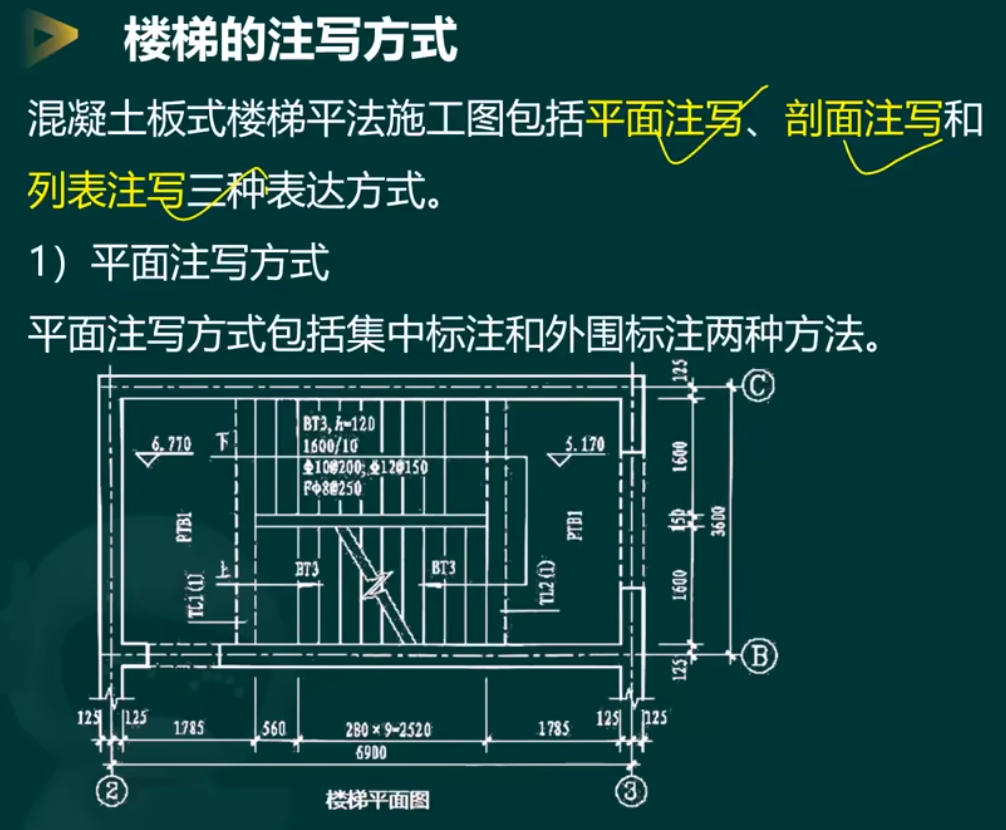 楼梯的注写方式
混凝土板式楼梯平法施工图包括平面注写、剖面注写和
列表注写三种表达方式。
1）平面注写方式
平面注写方式包括集中标注和外围标注两种方法。
125
C
BT3,h=120
6.770
下
1600/10
5.170
1600
Φ10@200;Φ12@150
Fφ8@250
PTB1
PTB1
150
3600
上
BT3
BT3
TL1(1)
TL2(1)
1600
B
125
125
125
1785
560
280×9=2520
1785
125
125
6900
2
楼梯平面图
3